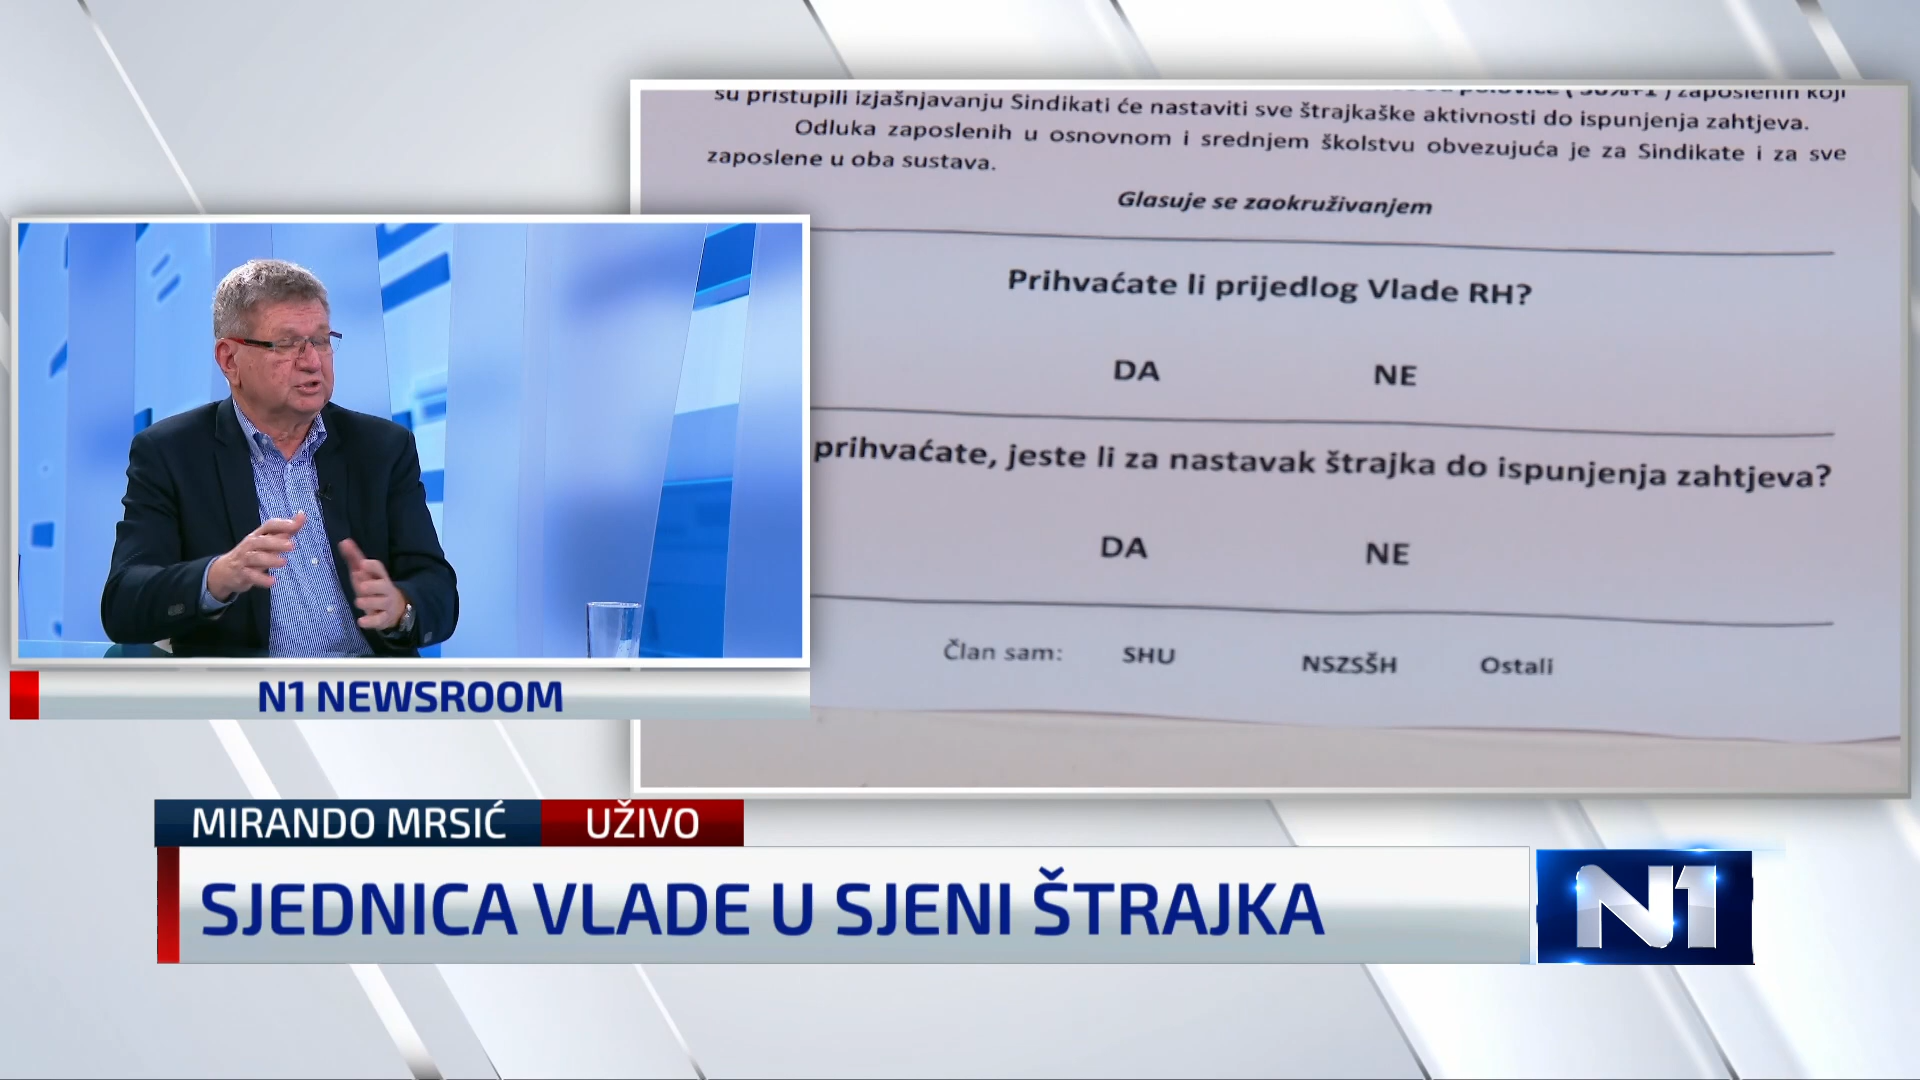 su pristupili izjašnjavanju Sindikati će nastaviti sve štrajkaške aktivnosti do ispunjenja zahtjeva.
Odluka zaposlenih u osnovnom i srednjem školstvu obvezujuća je za Sindikate i za sve
zaposlene u oba sustava.
Glasuje se zaokruživanjem
Prihvaćate li prijedlog Vlade RH?
DA NE
prihvaćate, jeste li za nastavak štrajka do ispunjenja zahtjeva?
DA NE
Član sam: SHU NSZSŠH Ostali
N1 NEWSROOM
MIRANDO MRSIĆ UŽIVO
SJEDNICA VLADE U SJENI ŠTRAJKA
N1